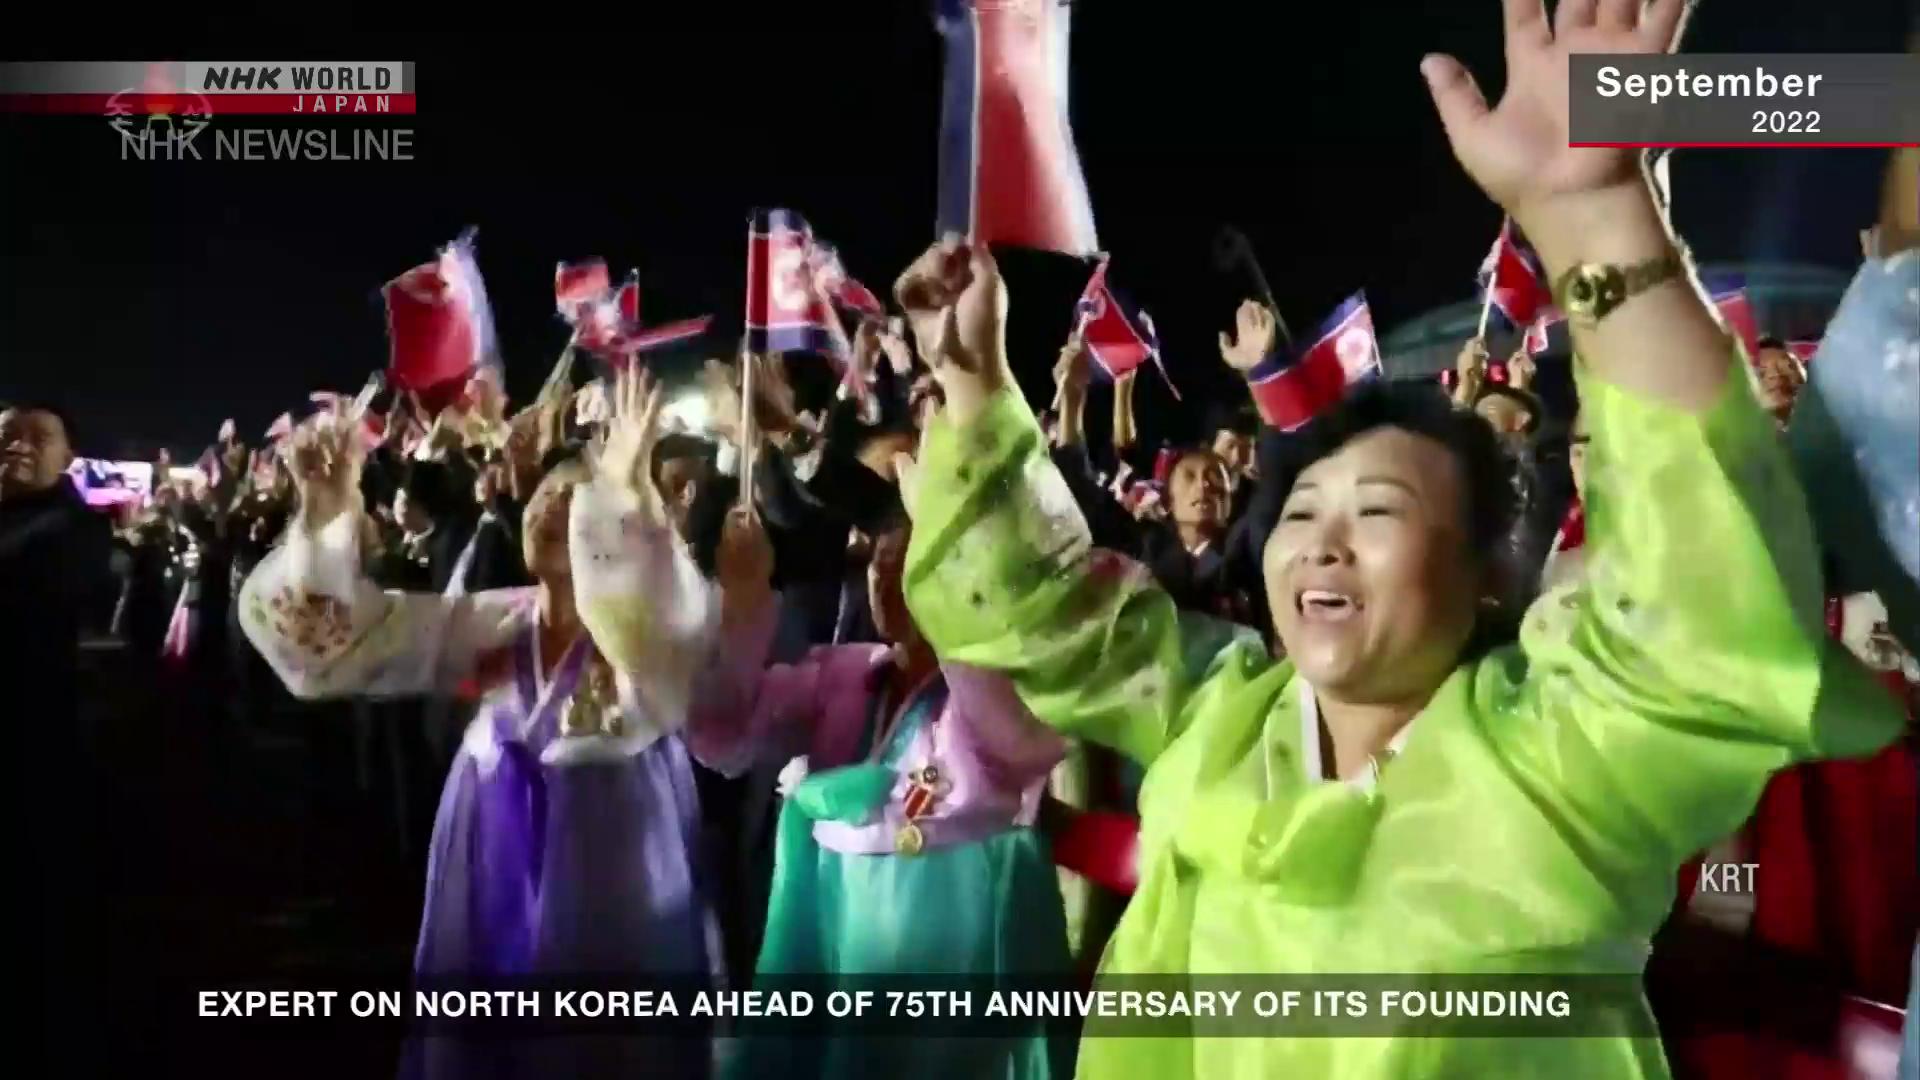 NHK WORLD
JAPAN
NHK NEWSLINE
September
2022
KRT
EXPERT ON NORTH KOREA AHEAD OF 75TH ANNIVERSARY OF ITS FOUNDING